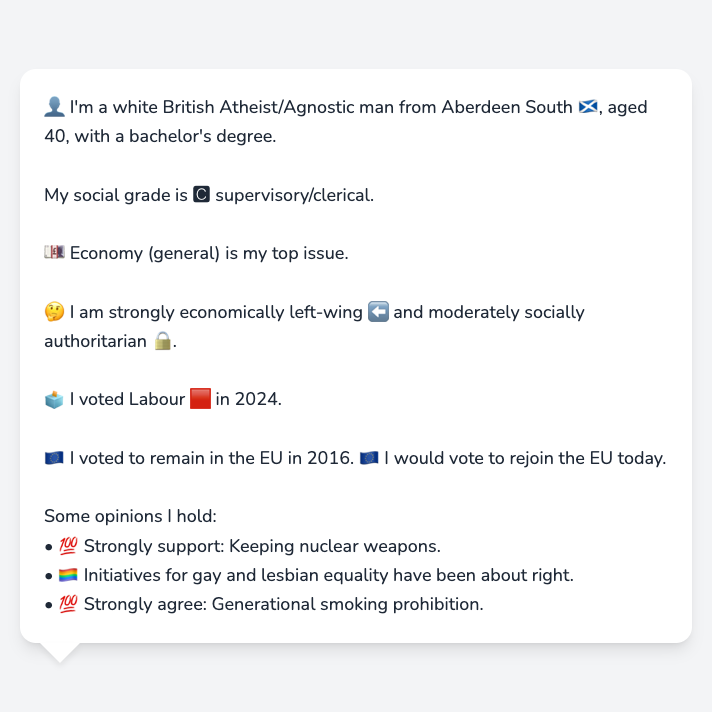 👤 I'm a white British Atheist/Agnostic man from Aberdeen South 🏴󠁧󠁢󠁳󠁣󠁴󠁿, aged
40, with a bachelor's degree.
My social grade is 🅲 supervisory/clerical.
💷 Economy (general) is my top issue.
🤔 I am strongly economically left-wing ⬅️ and moderately socially
authoritarian 🔒.
🗳️ I voted Labour 🟥 in 2024.
🇪🇺 I voted to remain in the EU in 2016. 🇪🇺 I would vote to rejoin the EU today.
Some opinions I hold:
• 💯 Strongly support: Keeping nuclear weapons.
• 🏳️‍🌈 Initiatives for gay and lesbian equality have been about right.
• 💯 Strongly agree: Generational smoking prohibition.